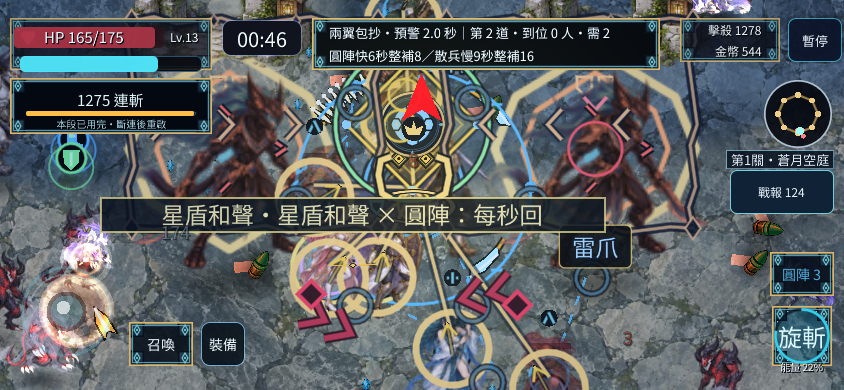 HP 165/175
Lv.13
00:46
兩翼包抄・預警 2.0 秒｜第 2 道・到位 0 人・需 2
圓陣快6秒整補8／散兵慢9秒整補16
擊殺 1278
金幣 544
暫停
1275 連斬
本段已用完・斷連後重啟
第1關・蒼月空庭
戰報 124
星盾和聲・星盾和聲 × 圓陣：每秒回
174
雷爪
圓陣 3
召喚
裝備
3
旋斬
能量 22%